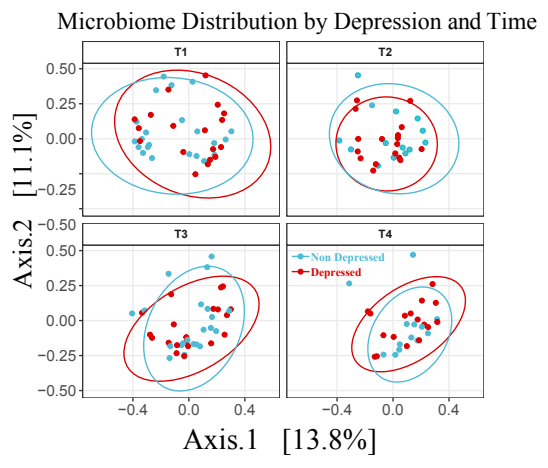 Microbiome Distribution by Depression and Time
T1 T2
0.50
0.25
0.00
−0.25
−0.50
Axis.2 [11.1%]
T3 T4
Non Depressed
Depressed
0.50
0.25
0.00
−0.25
−0.50
−0.4 0.0 0.4 −0.4 0.0 0.4
Axis.1 [13.8%]